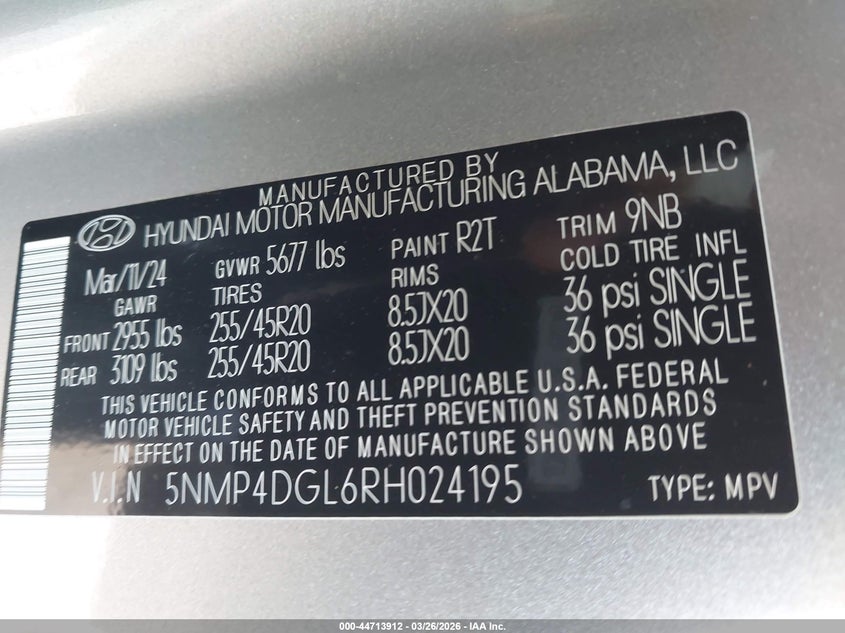 MANUFACTURED BY
HYUNDAI MOTOR MANUFACTURING ALABAMA, LLC
Mar/11/24 GVWR 5677 lbs PAINT R2T TRIM 9NB
GAWR TIRES RIMS COLD TIRE INFL
FRONT 2955 lbs 255/45R20 8.5JX20 36 psi SINGLE
REAR 3109 lbs 255/45R20 8.5JX20 36 psi SINGLE
THIS VEHICLE CONFORMS TO ALL APPLICABLE U.S.A. FEDERAL
MOTOR VEHICLE SAFETY AND THEFT PREVENTION STANDARDS
IN EFFECT ON THE DATE OF MANUFACTURE SHOWN ABOVE
V.I.N 5NMP4DGL6RH024195 TYPE: MPV
000-44713912 | 03/26/2026 - IAA Inc.